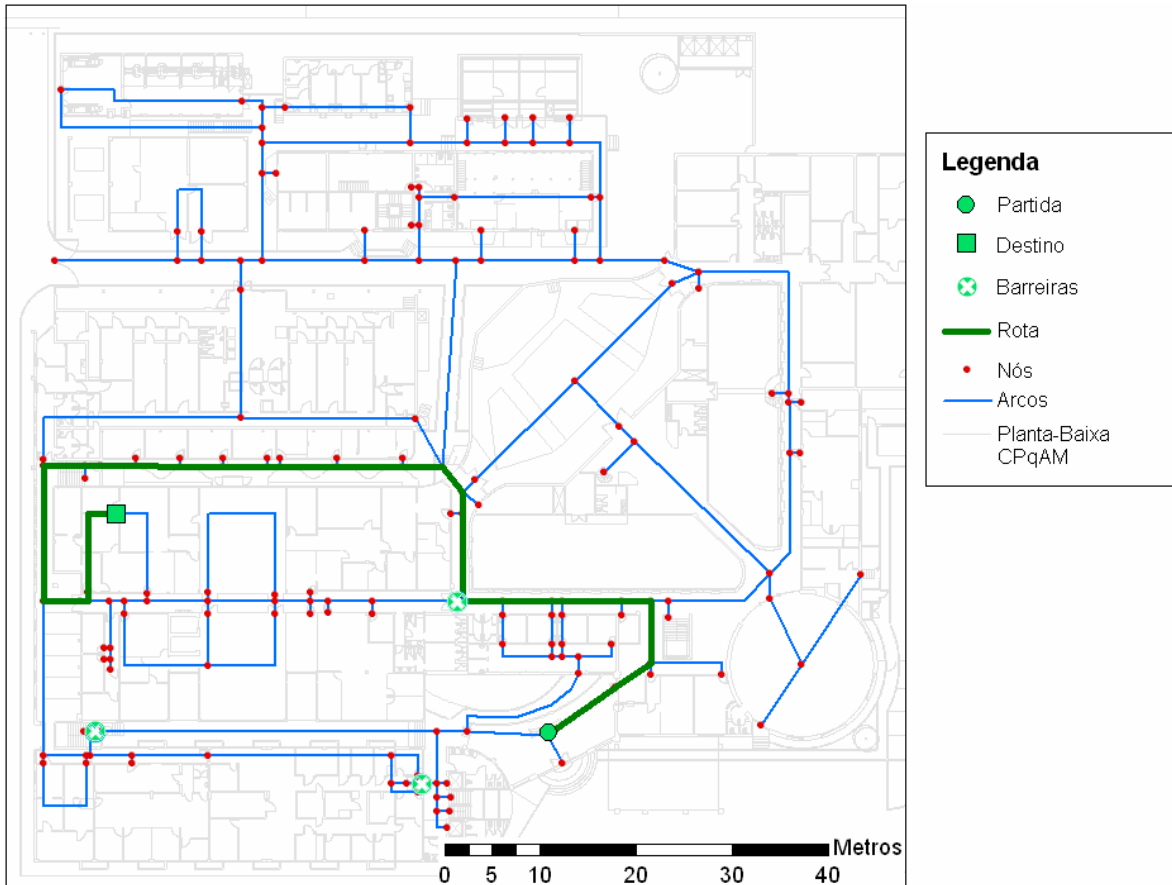 Legenda
Partida
Destino
Barreiras
Rota
Nós
Arcos
Planta-Baixa
CPqAM
Metros
0 5 10 20 30 40